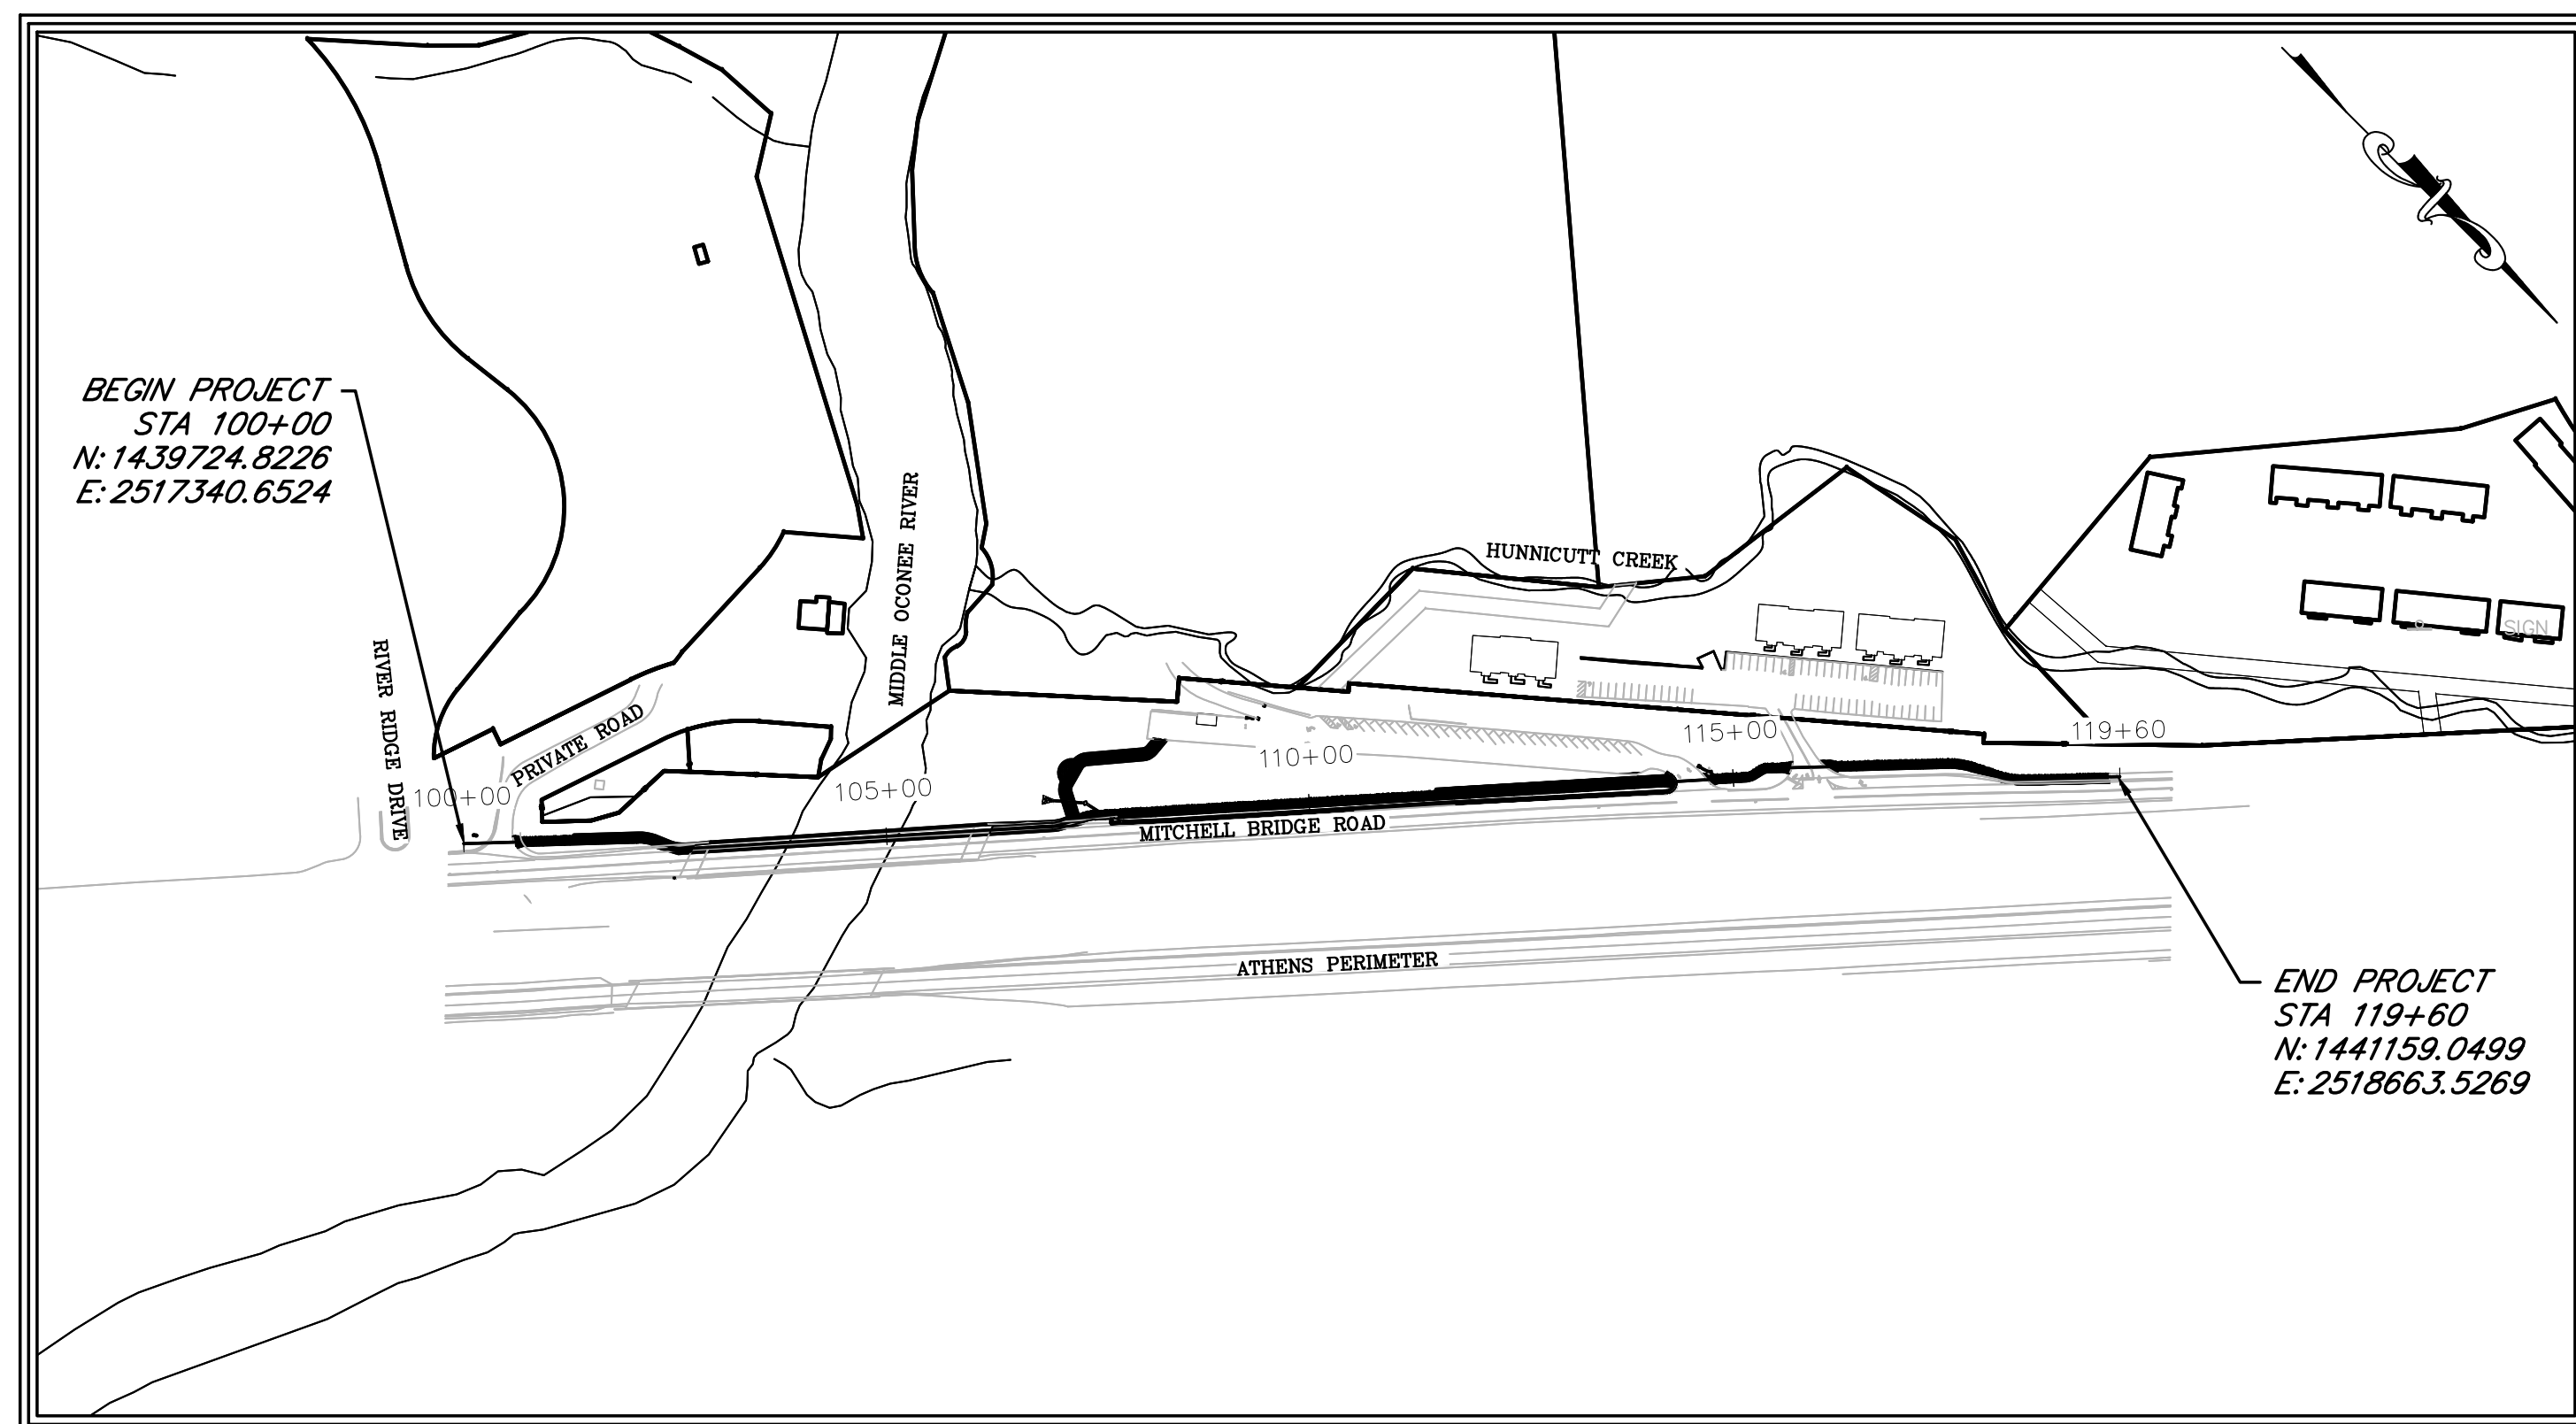 BEGIN PROJECT
STA 100+00
N: 1439724.8226
E: 2517340.6524
RIVER RIDGE DRIVE
PRIVATE ROAD
MIDDLE OCONEE RIVER
HUNNICUTT CREEK
SIGN
100+00
105+00
110+00
115+00
119+60
MITCHELL BRIDGE ROAD
ATHENS PERIMETER
END PROJECT
STA 119+60
N: 1441159.0499
E: 2518663.5269